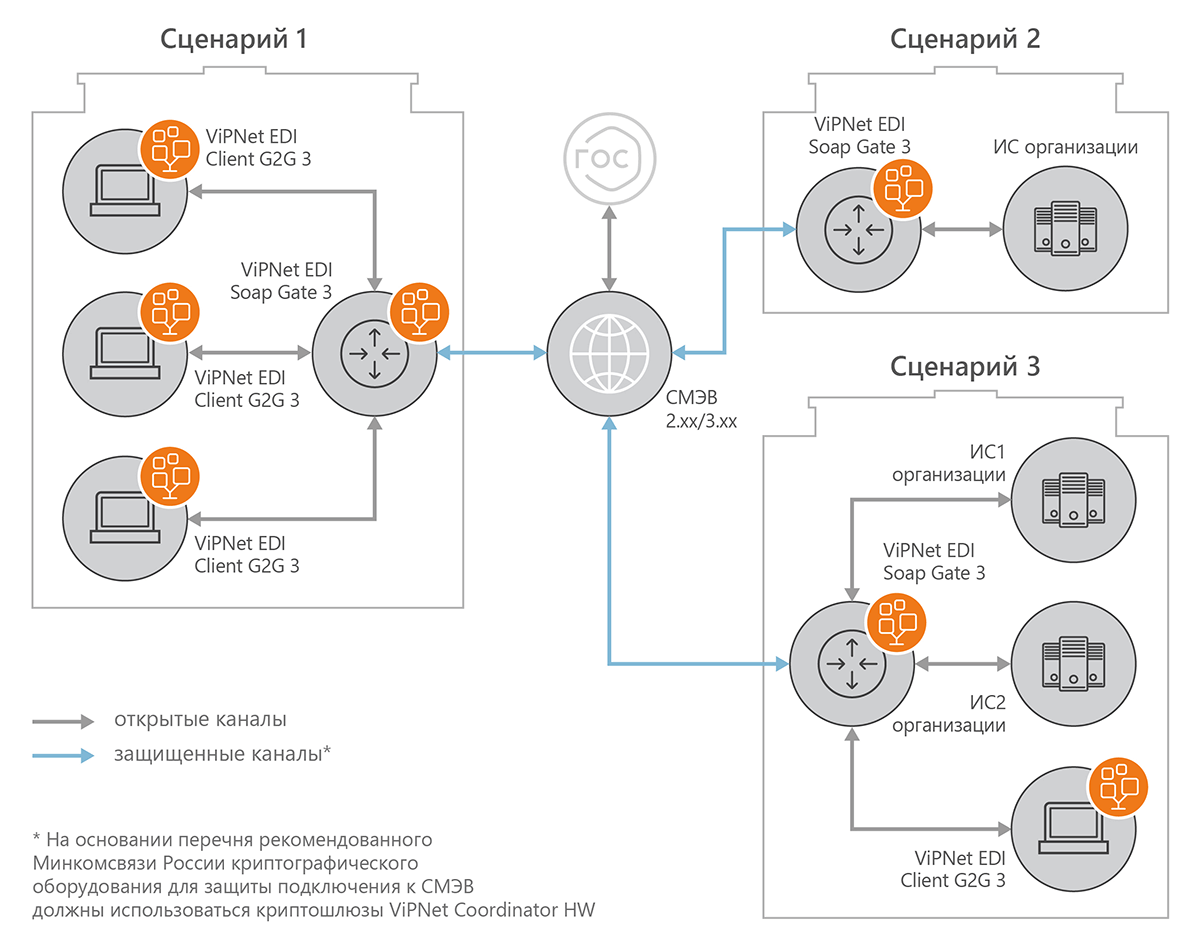 Сценарий 1
ViPNet EDI
Client G2G 3
ViPNet EDI
Soap Gate 3
ViPNet EDI
Client G2G 3
ViPNet EDI
Client G2G 3
гос
СМЭВ
2.xx/3.xx
Сценарий 2
ViPNet EDI
Soap Gate 3
ИС организации
Сценарий 3
ИС1
организации
ViPNet EDI
Soap Gate 3
ИС2
организации
ViPNet EDI
Client G2G 3
открытые каналы
защищенные каналы*
* На основании перечня рекомендованного
Минкомсвязи России криптографического
оборудования для защиты подключения к СМЭВ
должны использоваться криптошлюзы ViPNet Coordinator HW